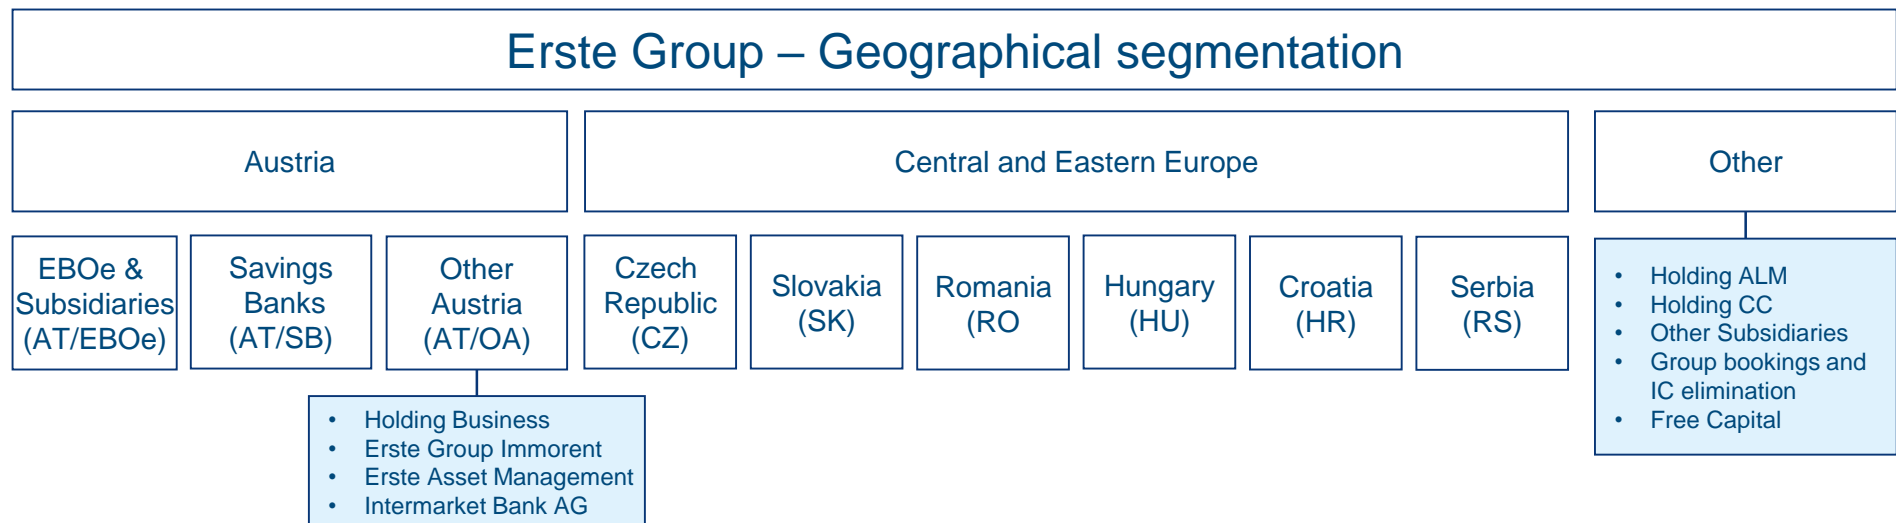 Erste Group – Geographical segmentation
Austria
Central and Eastern Europe
Other
EBOe &
Subsidiaries
(AT/EBOe)
Savings
Banks
(AT/SB)
Other
Austria
(AT/OA)
Czech
Republic
(CZ)
Slovakia
(SK)
Romania
(RO
Hungary
(HU)
Croatia
(HR)
Serbia
(RS)
• Holding Business
• Erste Group Immorent
• Erste Asset Management
• Intermarket Bank AG
• Holding ALM
• Holding CC
• Other Subsidiaries
• Group bookings and
IC elimination
• Free Capital